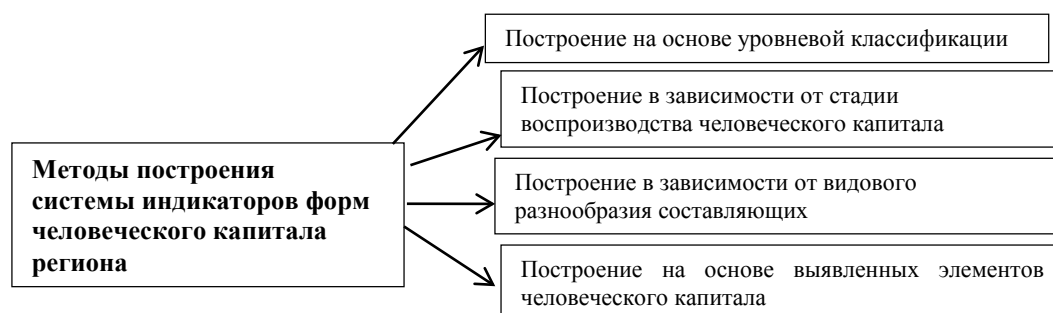 Построение на основе уровневой классификации
Построение в зависимости от стадии
воспроизводства человеческого капитала
Методы построения
системы индикаторов форм
человеческого капитала
региона
Построение в зависимости от видового
разнообразия составляющих
Построение на основе выявленных элементов
человеческого капитала